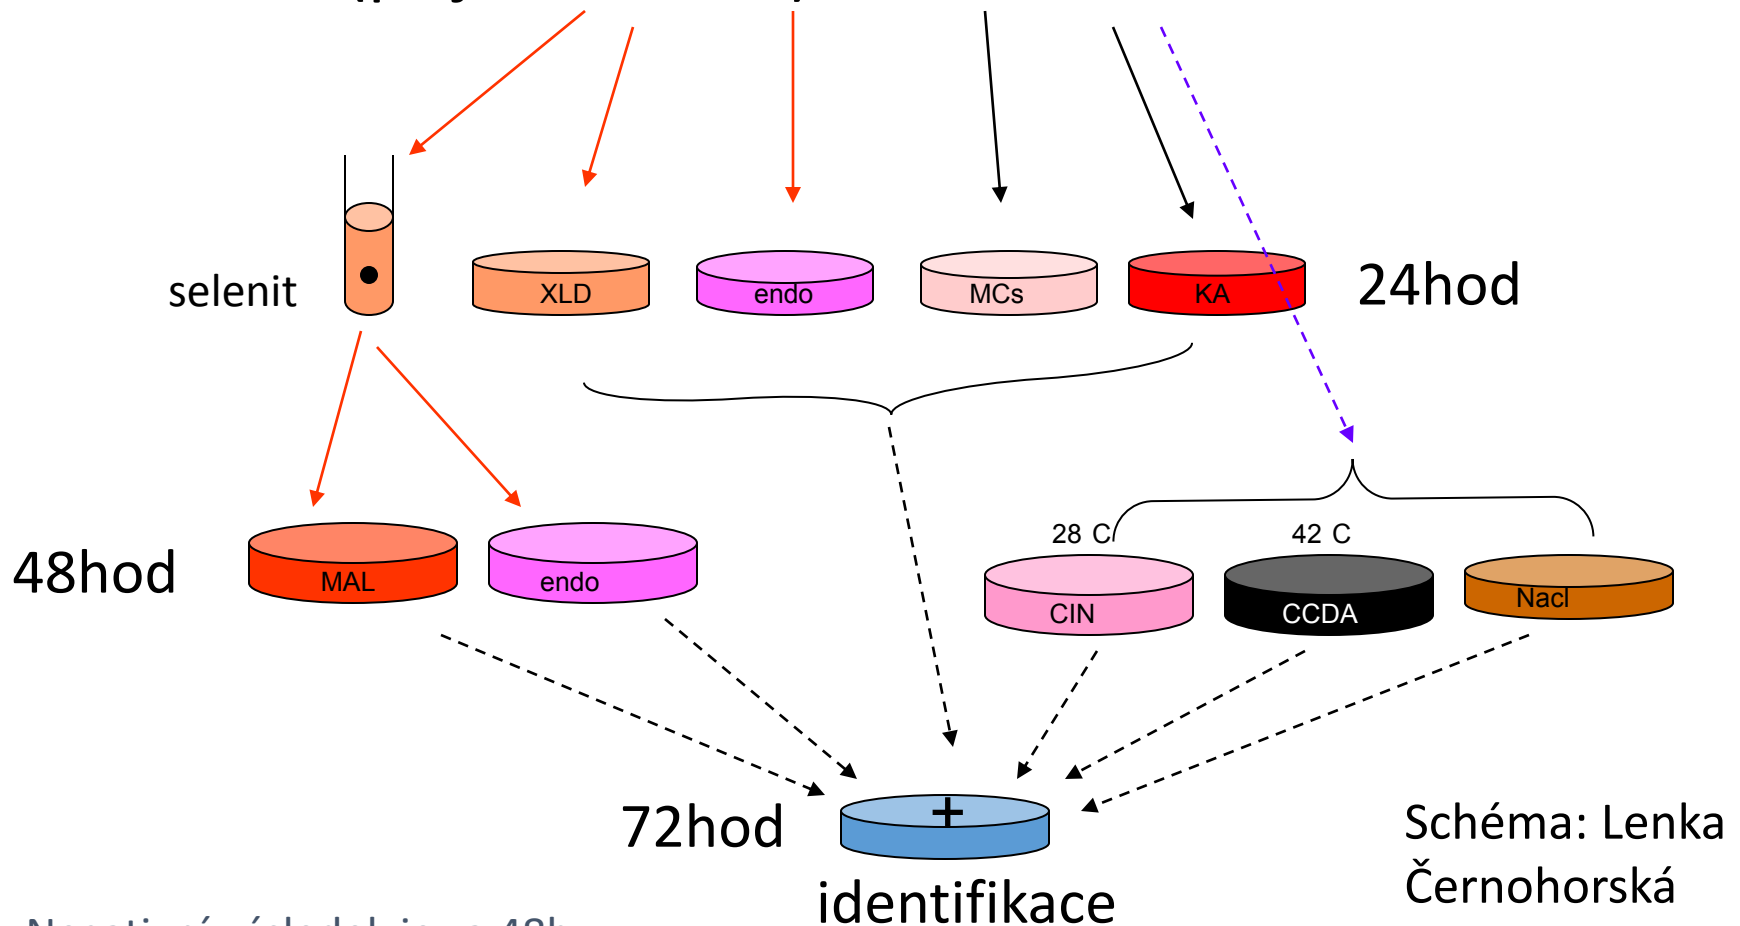 selenit
XLD
endo
MCs
KA
24hod
48hod
MAL
endo
28 C
42 C
CIN
CCDA
Nacl
72hod
+
identifikace
Schéma: Lenka
Černohorská
48h